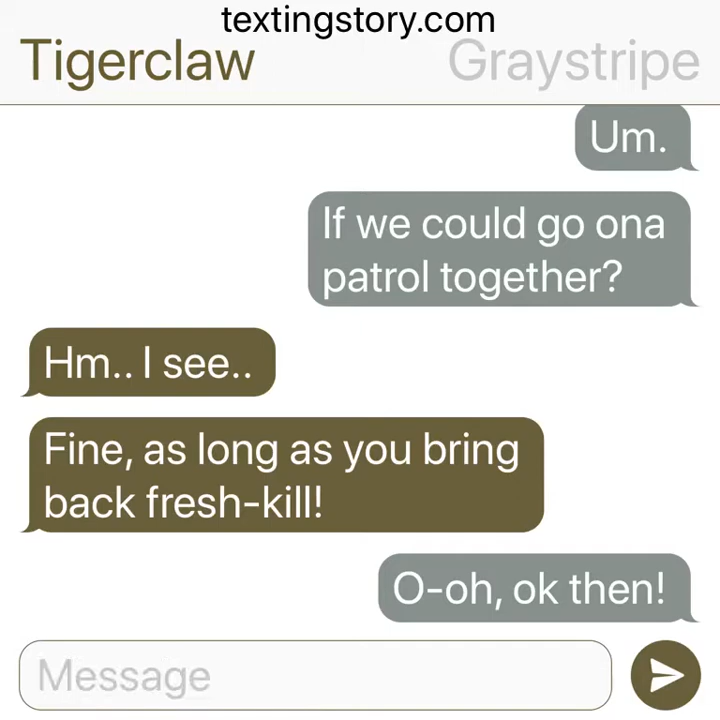 textingstory.com
Tigerclaw Graystripe
Um.
If we could go ona
patrol together?
Hm.. I see..
Fine, as long as you bring
back fresh-kill!
O-oh, ok then!
Message